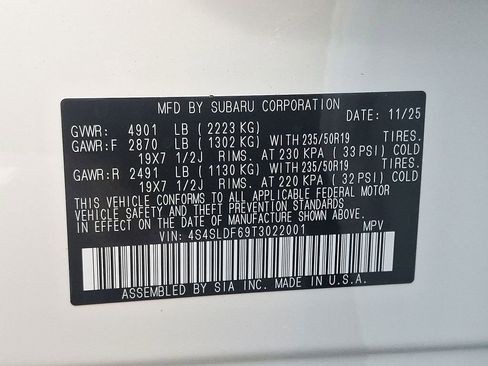 MFD BY SUBARU CORPORATION
DATE: 11/25
GVWR: 4901 LB (2223 KG)
GAWR:F 2870 LB (1302 KG) WITH 235/50R19 TIRES.
19X7 1/2J RIMS. AT 230 KPA (33 PSI) COLD
GAWR:R 2491 LB (1130 KG) WITH 235/50R19 TIRES.
19X7 1/2J RIMS. AT 220 KPA (32 PSI) COLD
THIS VEHICLE CONFORMS TO ALL APPLICABLE FEDERAL MOTOR
VEHICLE SAFETY AND THEFT PREVENTION STANDARDS
IN EFFECT ON THE DATE OF MANUFACTURE SHOWN ABOVE.
VIN: 4S4SLDF69T3022001 MPV
ASSEMBLED BY SIA INC. MADE IN U.S.A.